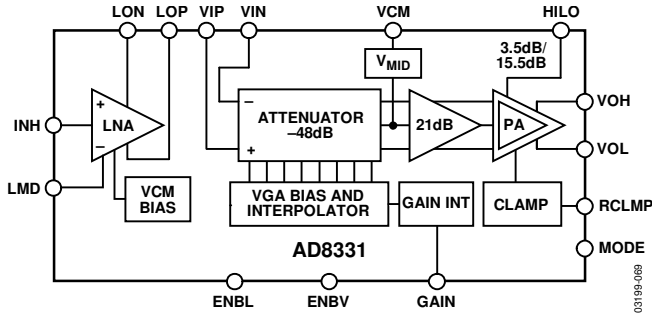 LON LOP VIP VIN VCM HILO
3.5dB/
15.5dB
VMID
INH
+
LNA
–
LMD
VCM
BIAS
–
ATTENUATOR
–48dB
+
21dB
PA
VOH
VOL
VGA BIAS AND
INTERPOLATOR
GAIN INT
CLAMP
RCLMP
AD8331
MODE
ENBL ENBV GAIN
03199-069